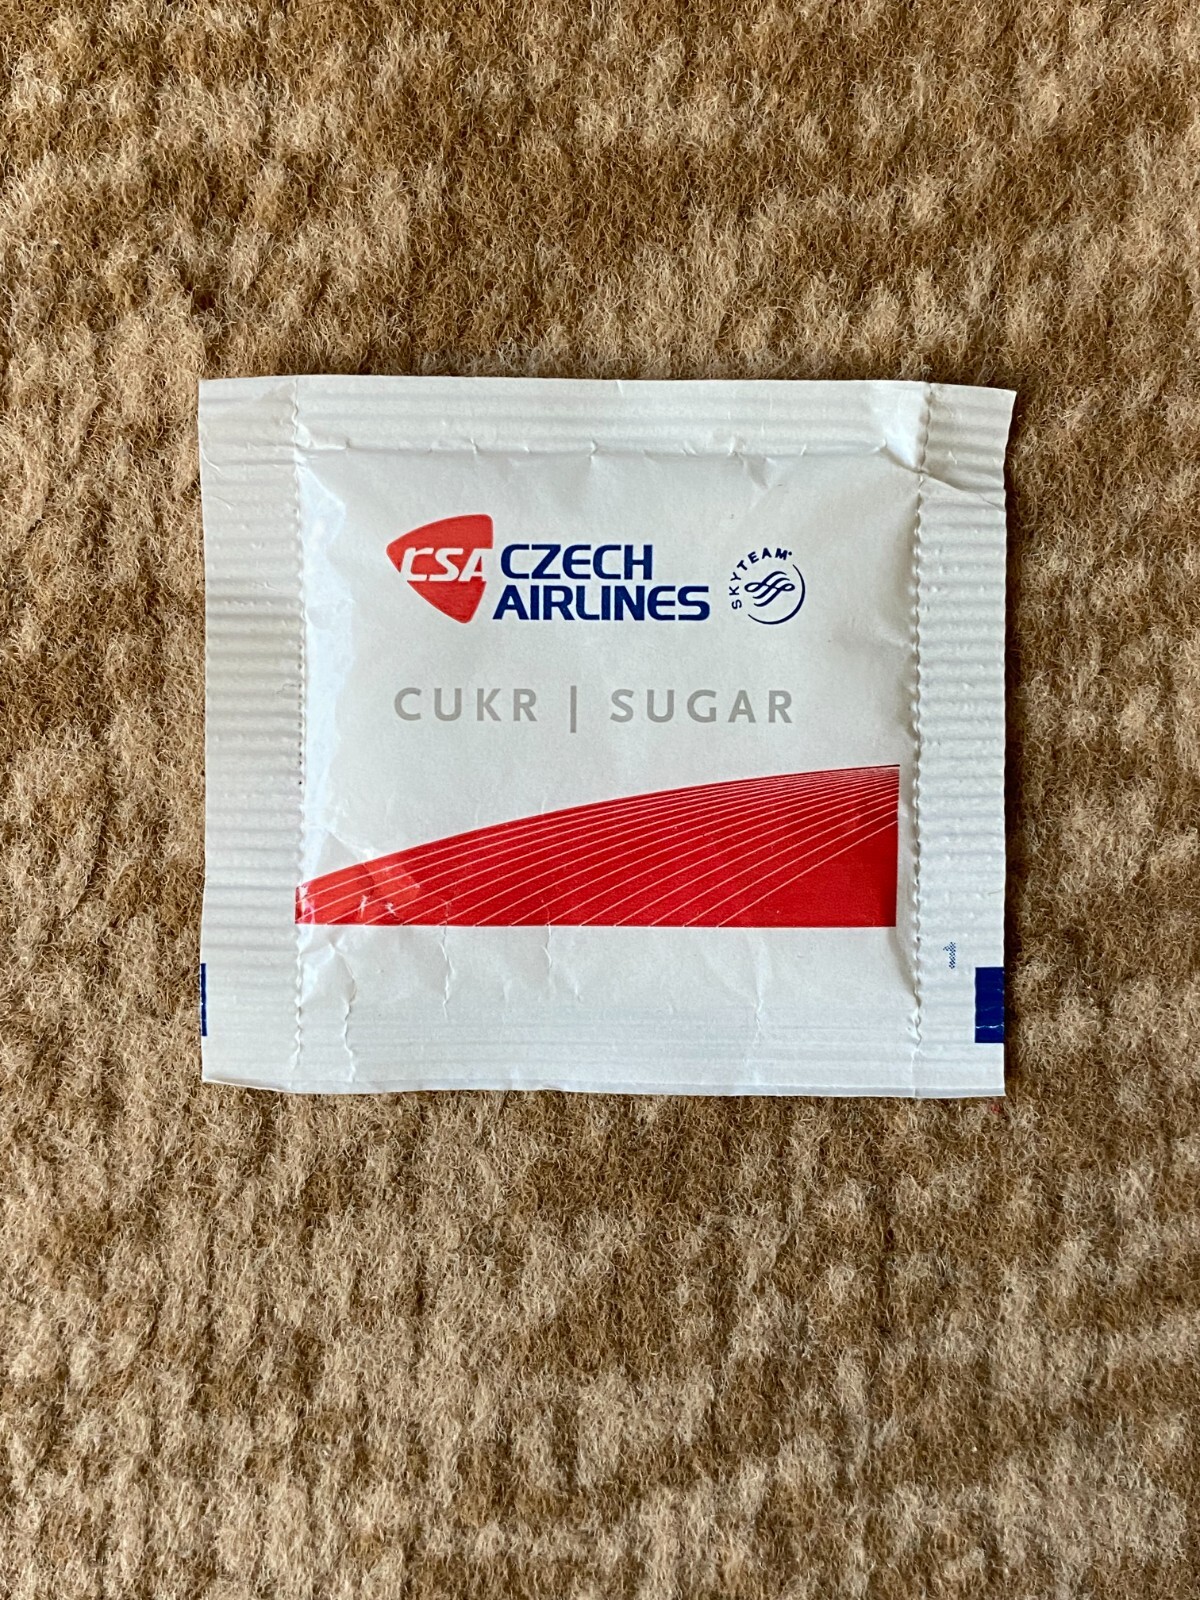 CSA CZECH
AIRLINES
SKYTEAM
CUKR | SUGAR